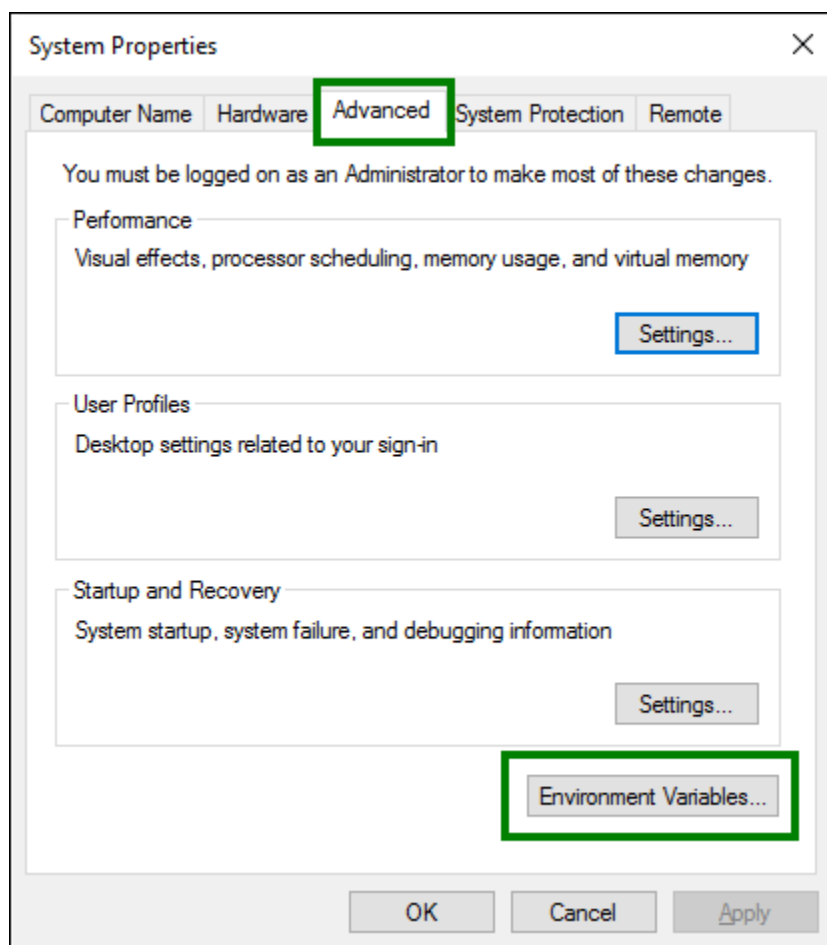 System Properties
Computer Name Hardware Advanced System Protection Remote
You must be logged on as an Administrator to make most of these changes.
Performance
Visual effects, processor scheduling, memory usage, and virtual memory
Settings...
User Profiles
Desktop settings related to your sign-in
Settings...
Startup and Recovery
System startup, system failure, and debugging information
Settings...
Environment Variables...
OK Cancel Apply